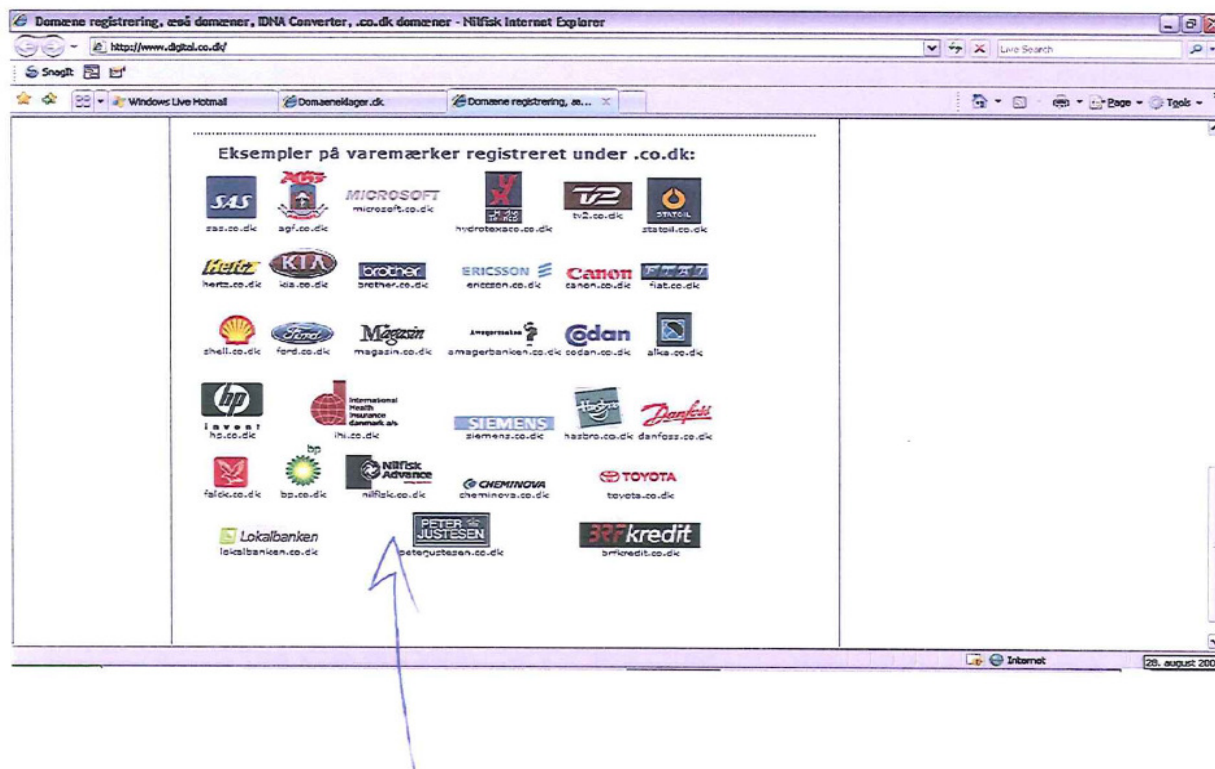 Domæne registrering, æøå domæner, IDNA Converter, .co.dk domæner - Nilfisk Internet Explorer
http://www.digital.co.dk/
Live Search
SnagIt
Windows Live Hotmail Domaeneklager.dk Domæne registrering, æ... Page Tools
Eksempler på varemærker registreret under .co.dk:
SAS MICROSOFT TV2 STATOIL
microsoft.co.dk tv2.co.dk
sas.co.dk agf.co.dk hydrotexaco.co.dk statoil.co.dk
Hertz KIA brother ERICSSON Canon FIAT
hertz.co.dk kia.co.dk brother.co.dk ericsson.co.dk canon.co.dk fiat.co.dk
Ford Magasin Amagerbanken Codan
shell.co.dk ford.co.dk magasin.co.dk amagerbanken.co.dk codan.co.dk alka.co.dk
hp International Health Insurance danmark a/s SIEMENS Hasbro Danfoss
invent
hp.co.dk ihi.co.dk siemens.co.dk hasbro.co.dk danfoss.co.dk
bp Nilfisk Advance CHEMINOVA TOYOTA
falck.co.dk bp.co.dk nilfisk.co.dk cheminova.co.dk toyota.co.dk
Lokalbanken PETER JUSTESEN BRFkredit
lokalbanken.co.dk peterjustesen.co.dk brfkredit.co.dk
Internet
28. august 200